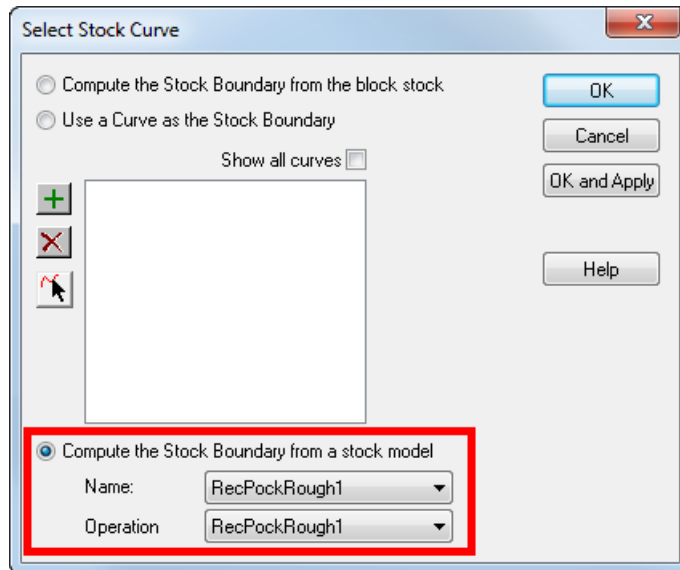 Select Stock Curve
Compute the Stock Boundary from the block stock
Use a Curve as the Stock Boundary
Show all curves
OK
Cancel
OK and Apply
Help
Compute the Stock Boundary from a stock model
Name: RecPockRough1
Operation RecPockRough1